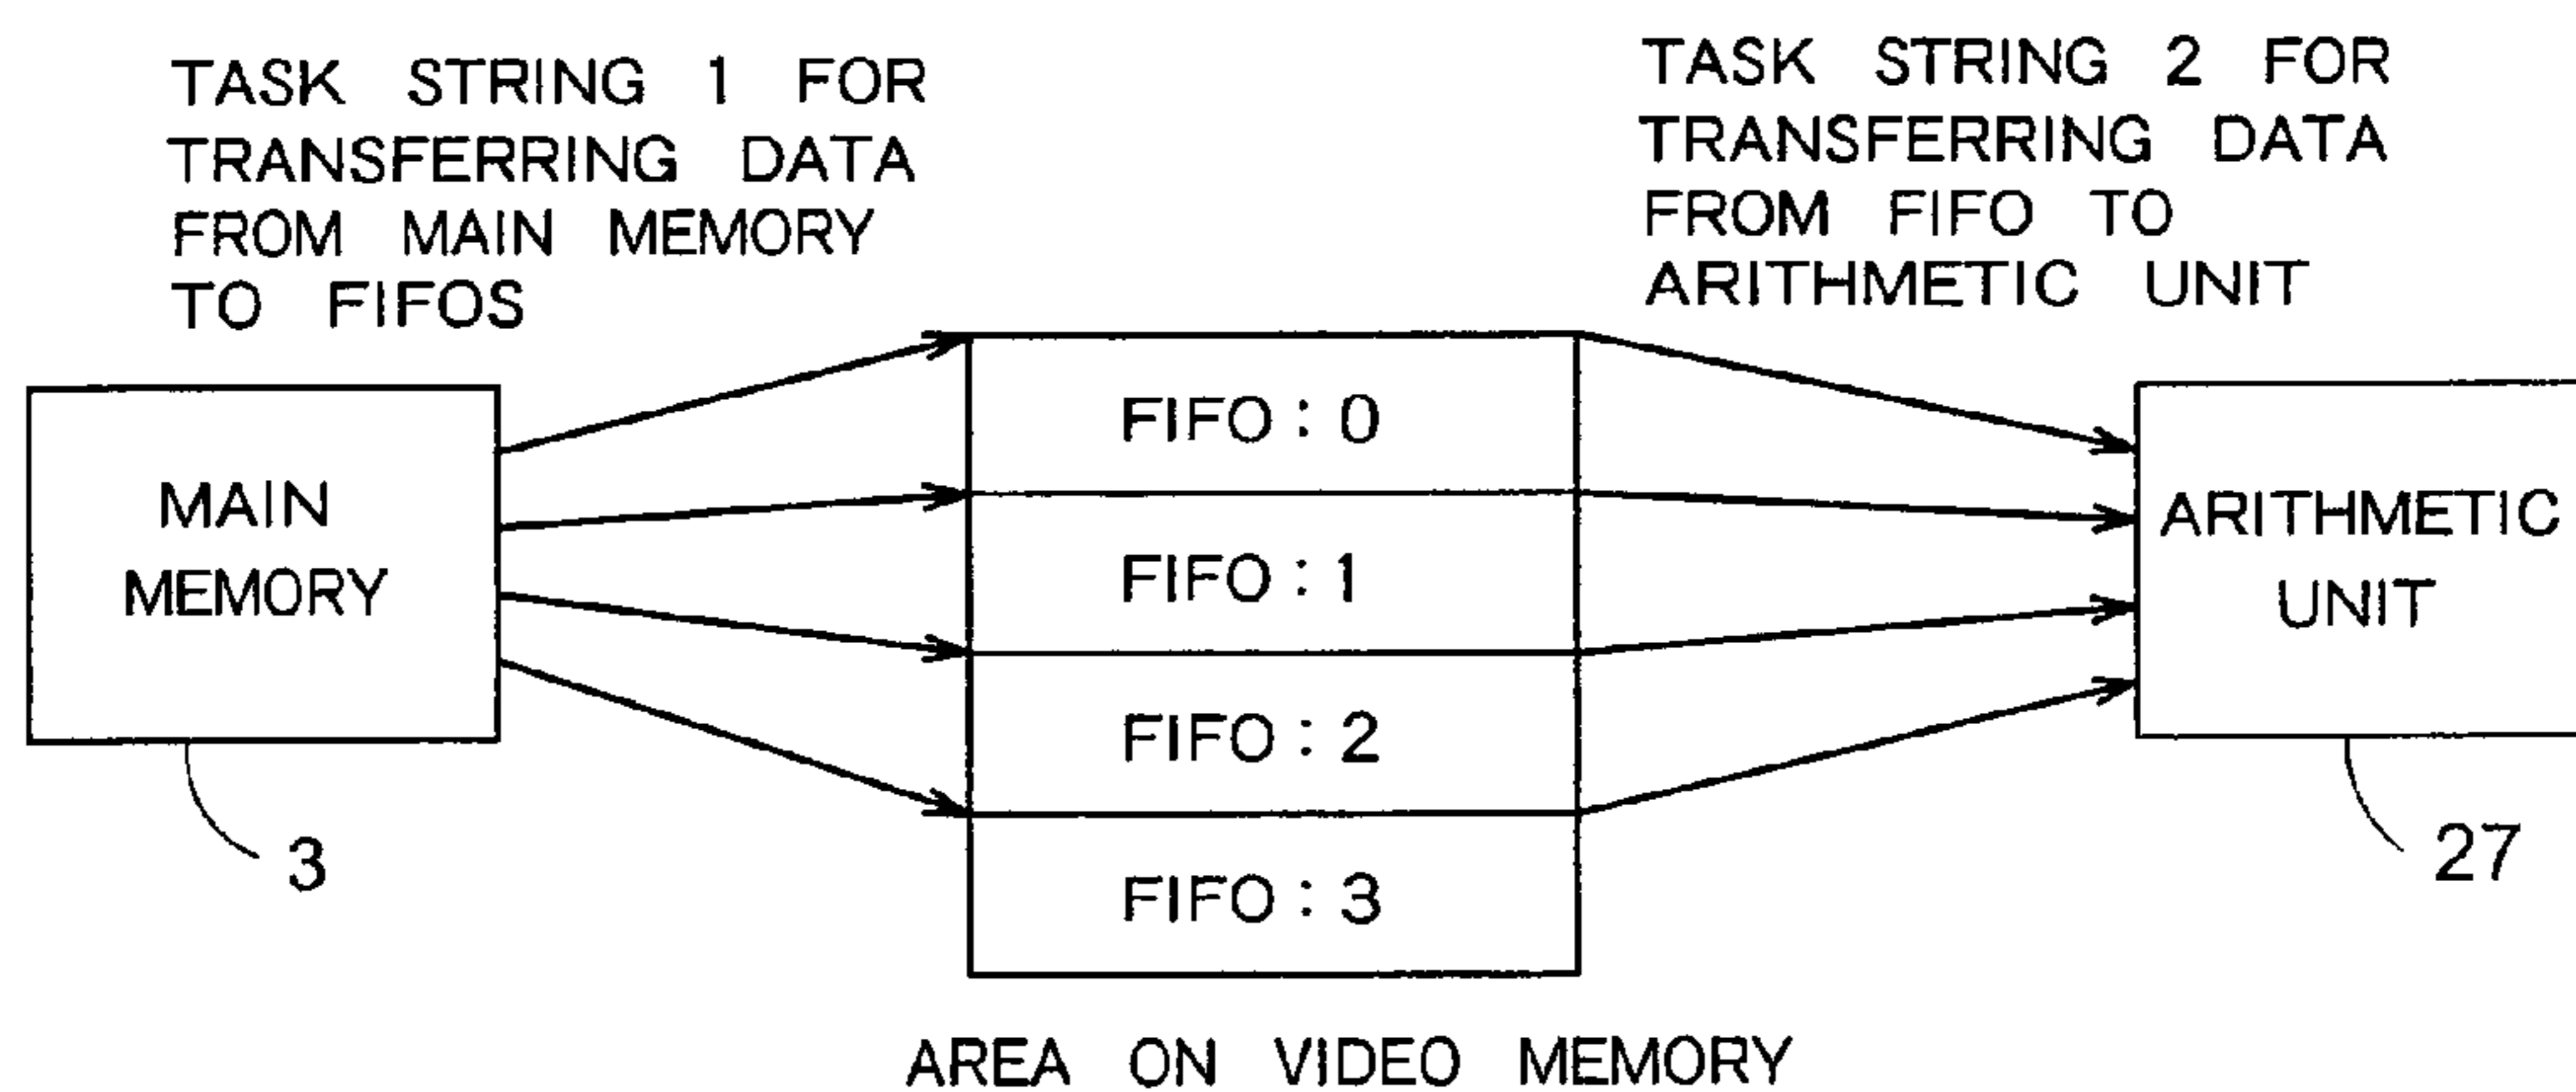 TASK STRING 1 FOR
TRANSFERRING DATA
FROM MAIN MEMORY
TO FIFOS
TASK STRING 2 FOR
TRANSFERRING DATA
FROM FIFO TO
ARITHMETIC UNIT
MAIN
MEMORY
3
FIFO : 0
FIFO : 1
FIFO : 2
FIFO : 3
ARITHMETIC
UNIT
27
AREA ON VIDEO MEMORY